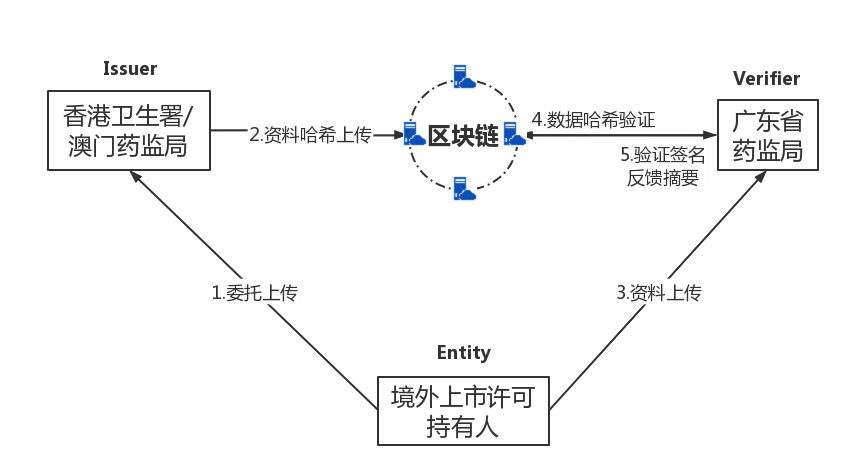 Issuer
香港卫生署/
澳门药监局
2.资料哈希上传
区块链
4.数据哈希验证
5.验证签名
反馈摘要
Verifier
广东省
药监局
1.委托上传
3.资料上传
Entity
境外上市许可
持有人